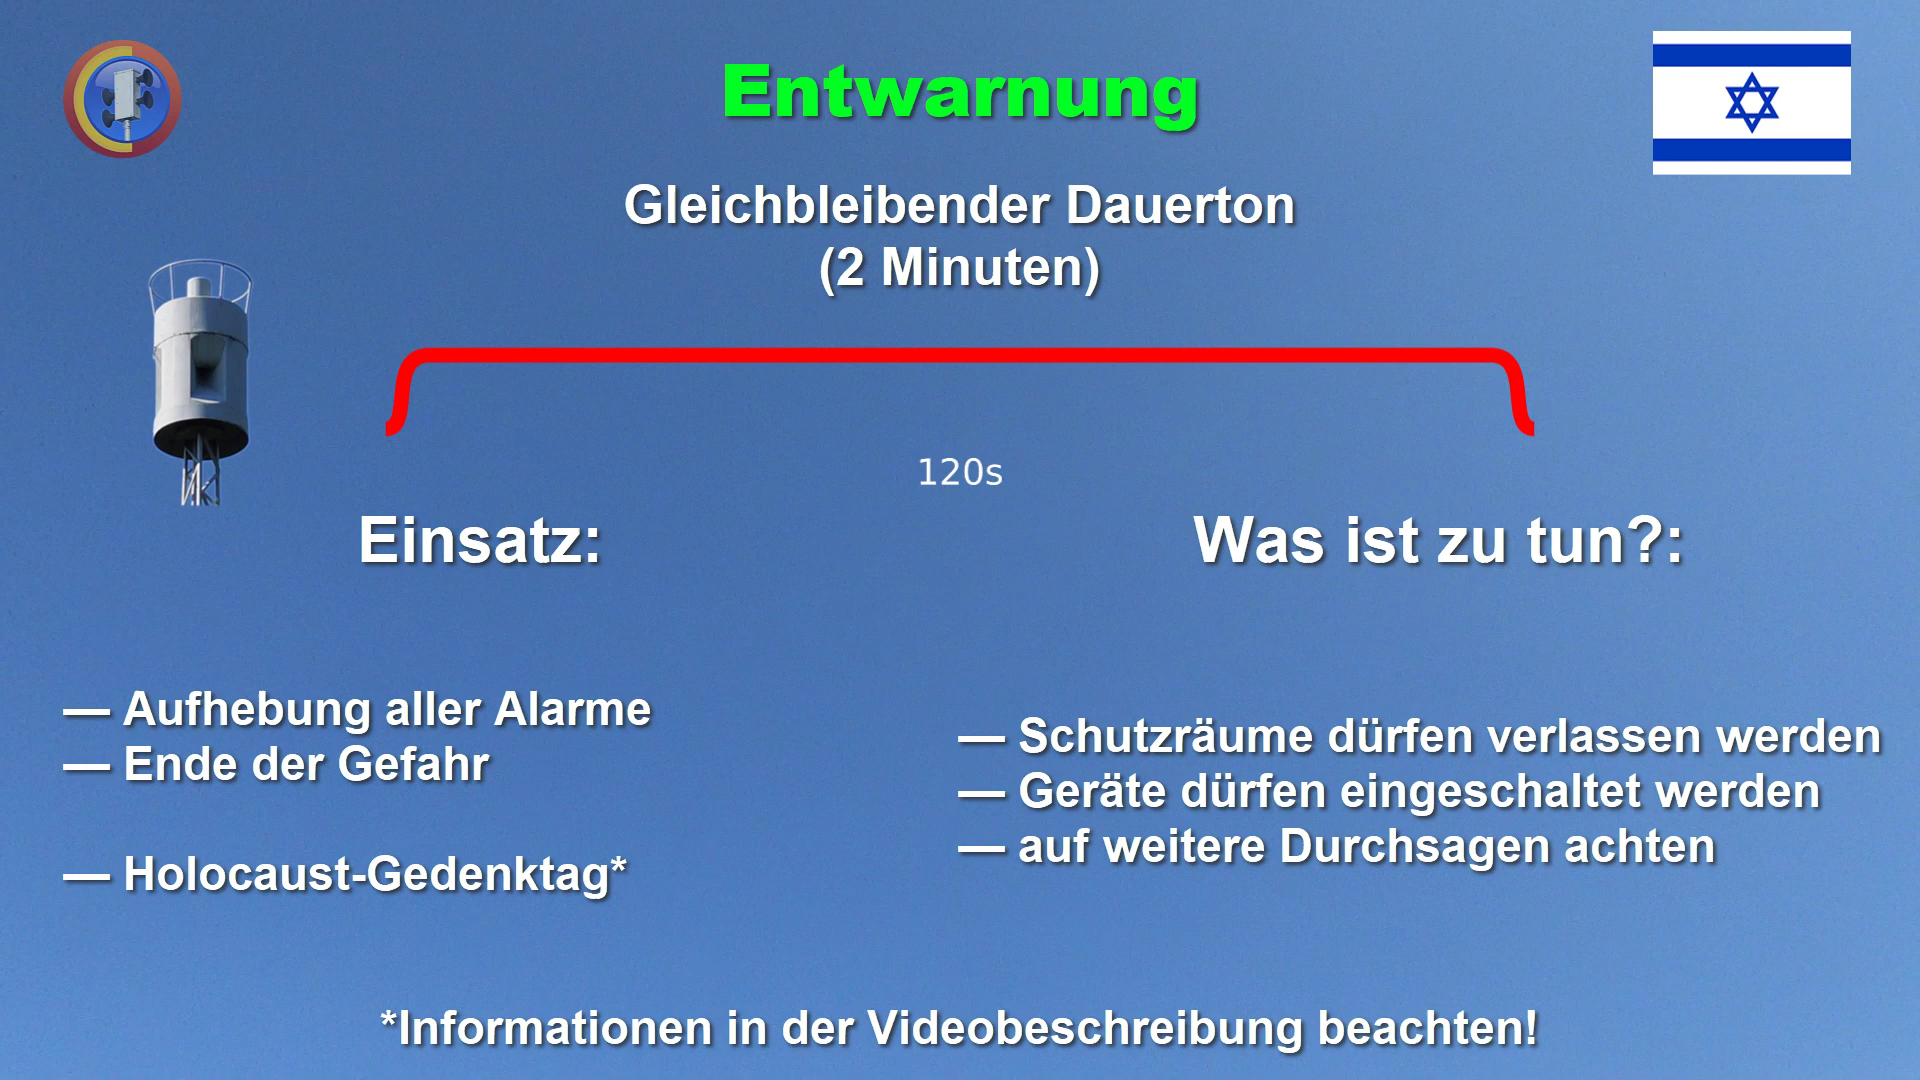 Entwarnung
Gleichbleibender Dauerton
(2 Minuten)
120s
Einsatz:
— Aufhebung aller Alarme
— Ende der Gefahr
— Holocaust-Gedenktag*
Was ist zu tun?:
— Schutzräume dürfen verlassen werden
— Geräte dürfen eingeschaltet werden
— auf weitere Durchsagen achten
*Informationen in der Videobeschreibung beachten!